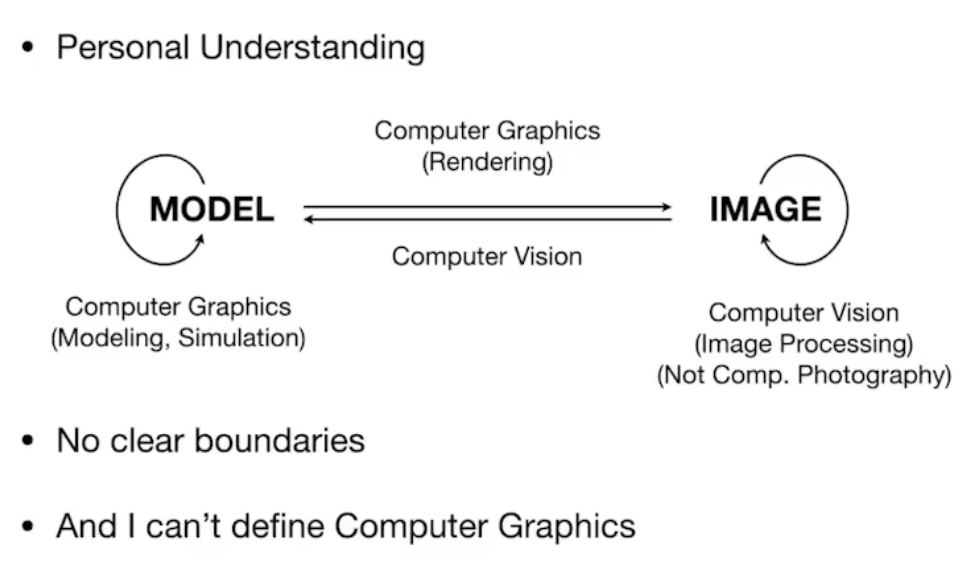 • Personal Understanding
Computer Graphics
(Rendering)
MODEL
IMAGE
Computer Vision
Computer Graphics
(Modeling, Simulation)
Computer Vision
(Image Processing)
(Not Comp. Photography)
• No clear boundaries
• And I can’t define Computer Graphics